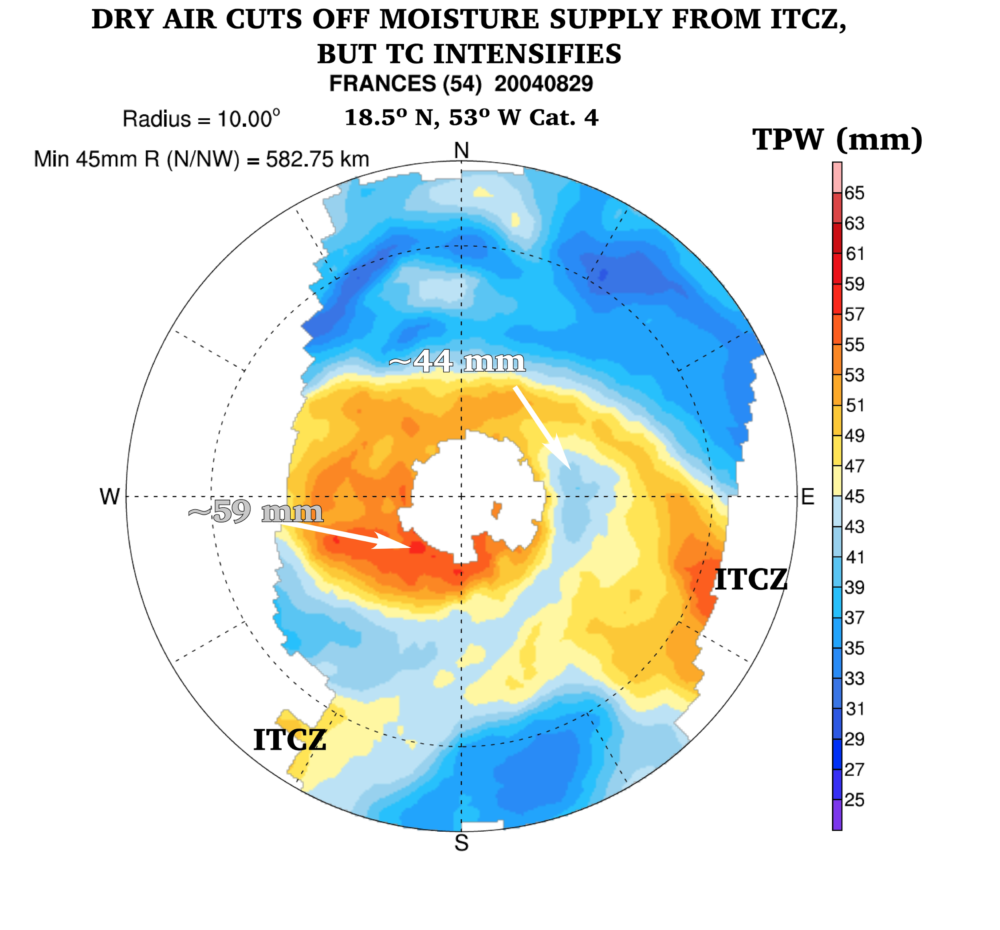 DRY AIR CUTS OFF MOISTURE SUPPLY FROM ITCZ,
BUT TC INTENSIFIES
FRANCES (54) 20040829
Radius = 10.00°
18.5º N, 53º W Cat. 4
TPW (mm)
Min 45mm R (N/NW) = 582.75 km
N
65
63
61
59
57
55
53
51
49
47
45
43
41
39
37
35
33
31
29
27
25
~44 mm
W
E
~59 mm
ITCZ
ITCZ
S